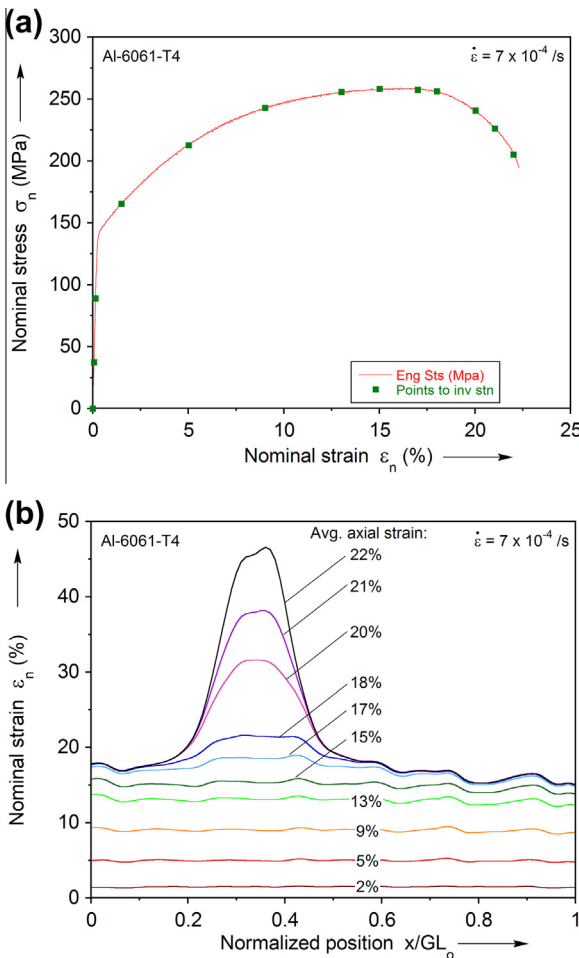 (a)
Al-6061-T4
ε̇ = 7 x 10⁻⁴ /s
300
250
200
150
100
50
0
Nominal stress σₙ (MPa)
Eng Sts (Mpa)
Points to inv stn
0 5 10 15 20 25
Nominal strain εₙ (%)
(b)
Al-6061-T4
Avg. axial strain:
ε̇ = 7 x 10⁻⁴ /s
50
40
30
20
10
0
Nominal strain εₙ (%)
22%
21%
20%
18%
17%
15%
13%
9%
5%
2%
0 0.2 0.4 0.6 0.8 1
Normalized position x/GLₒ